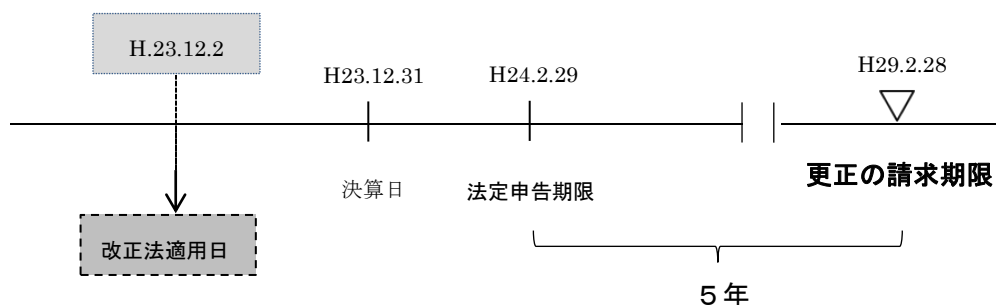 H.23.12.2
H23.12.31
H24.2.29
H29.2.28
決算日
法定申告期限
更正の請求期限
改正法適用日
5年